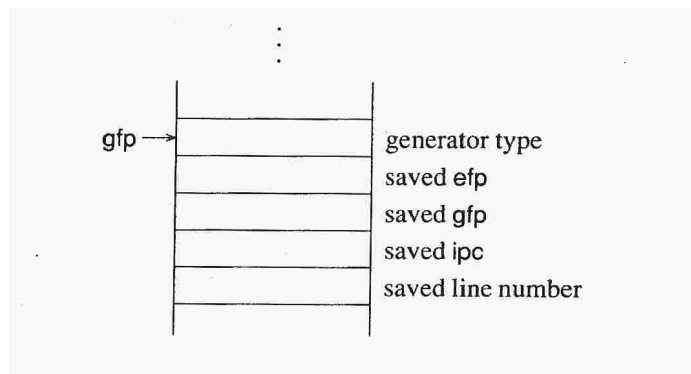 gfp
generator type
saved efp
saved gfp
saved ipc
saved line number